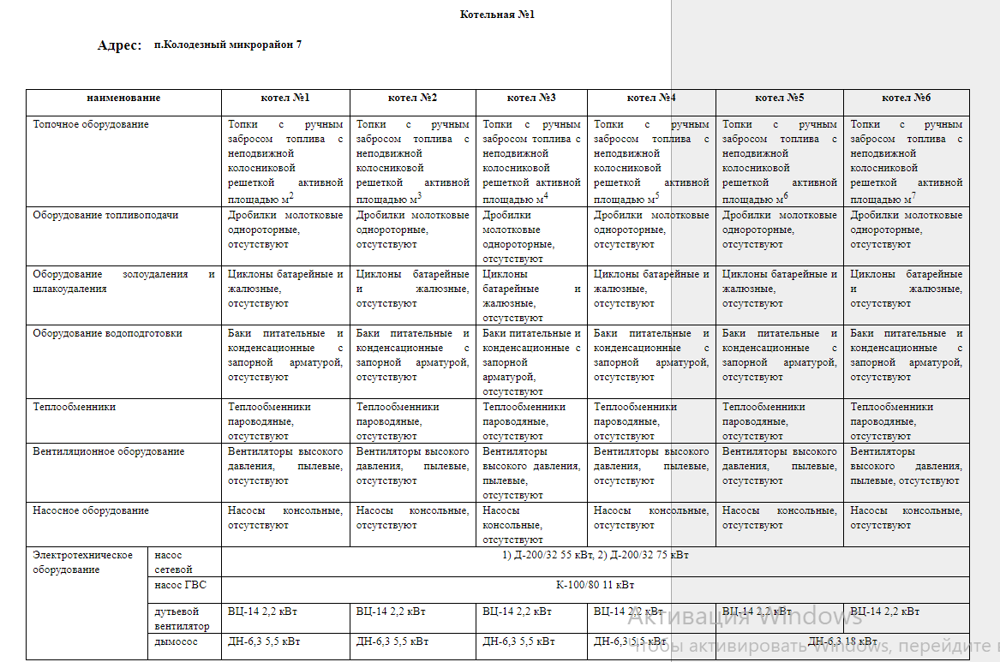 Котельная №1
Адрес: п.Колодезный микрорайон 7
наименование котел №1 котел №2 котел №3 котел №4 котел №5 котел №6
Топочное оборудование Топки с ручным Топки с ручным Топки с ручным Топки с ручным Топки с ручным Топки с ручным
забросом топлива с забросом топлива с забросом топлива с забросом топлива с забросом топлива с забросом топлива с
неподвижной неподвижной неподвижной неподвижной неподвижной неподвижной
колосниковой колосниковой колосниковой колосниковой колосниковой колосниковой
решеткой активной решеткой активной решеткой активной решеткой активной решеткой активной решеткой активной
площадью м² площадью м³ площадью м⁴ площадью м⁵ площадью м⁶ площадью м⁷
Оборудование топливоподачи Дробилки молотковые Дробилки молотковые Дробилки Дробилки молотковые Дробилки молотковые Дробилки молотковые
однороторные, однороторные, молотковые однороторные, однороторные, однороторные,
отсутствуют отсутствуют однороторные, отсутствуют отсутствуют отсутствуют
отсутствуют
Оборудование золоудаления и Циклоны батарейные и Циклоны батарейные Циклоны Циклоны батарейные и Циклоны батарейные и Циклоны батарейные
шлакоудаления жалюзные, и жалюзные, батарейные и жалюзные, жалюзные, и жалюзные,
отсутствуют отсутствуют жалюзные, отсутствуют отсутствуют отсутствуют
отсутствуют
Оборудование водоподготовки Баки питательные и Баки питательные и Баки питательные и Баки питательные и Баки питательные и Баки питательные и
конденсационные с конденсационные с конденсационные с конденсационные с конденсационные с конденсационные с
запорной арматурой, запорной арматурой, запорной запорной арматурой, запорной арматурой, запорной арматурой,
отсутствуют отсутствуют арматурой, отсутствуют отсутствуют отсутствуют
отсутствуют
Теплообменники Теплообменники Теплообменники Теплообменники Теплообменники Теплообменники Теплообменники
пароводяные, пароводяные, пароводяные, пароводяные, пароводяные, пароводяные,
отсутствуют отсутствуют отсутствуют отсутствуют отсутствуют отсутствуют
Вентиляционное оборудование Вентиляторы высокого Вентиляторы высокого Вентиляторы Вентиляторы высокого Вентиляторы высокого Вентиляторы
давления, пылевые, давления, пылевые, высокого давления, давления, пылевые, давления, пылевые, высокого давления,
отсутствуют отсутствуют пылевые, отсутствуют отсутствуют пылевые, отсутствуют
отсутствуют
Насосное оборудование Насосы консольные, Насосы консольные, Насосы Насосы консольные, Насосы консольные, Насосы консольные,
отсутствуют отсутствуют консольные, отсутствуют отсутствуют отсутствуют
отсутствуют
Электротехническое насос 1) Д-200/32 55 кВт, 2) Д-200/32 75 кВт
оборудование сетевой
насос ГВС К-100/80 11 кВт
дутьевой ВЦ-14 2,2 кВт ВЦ-14 2,2 кВт ВЦ-14 2,2 кВт ВЦ-14 2,2 кВт ВЦ-14 2,2 кВт ВЦ-14 2,2 кВт
вентилятор
дымосос ДН-6,3 5,5 кВт ДН-6,3 5,5 кВт ДН-6,3 5,5 кВт ДН-6,3 5,5 кВт ДН-6,3 18 кВт
Активация Windows
Чтобы активировать Windows, перейдите